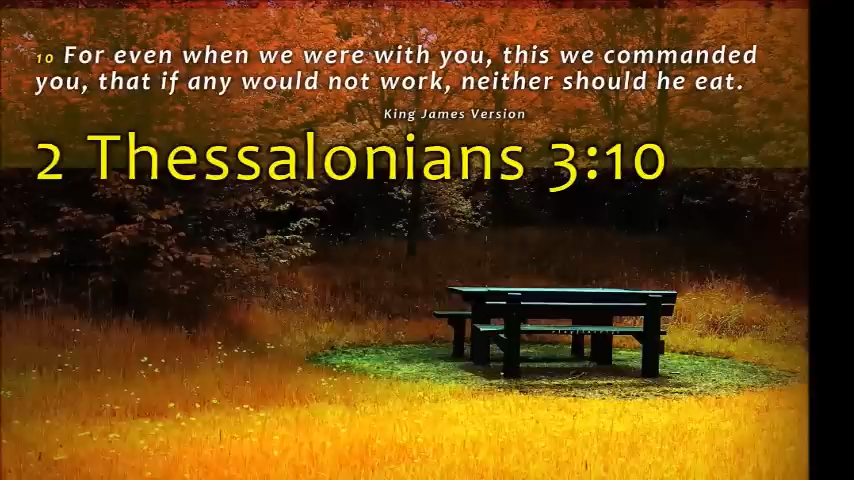 10 For even when we were with you, this we commanded
you, that if any would not work, neither should he eat.
King James Version
2 Thessalonians 3:10